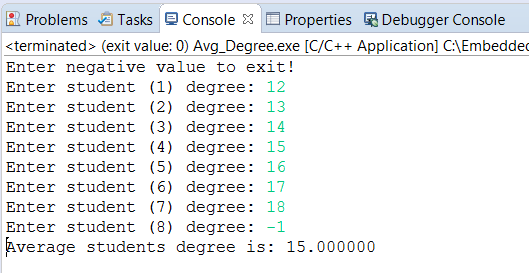 Problems Tasks Console Properties Debugger Console
<terminated> (exit value: 0) Avg_Degree.exe [C/C++ Application] C:\Embedded
Enter negative value to exit!
Enter student (1) degree: 12
Enter student (2) degree: 13
Enter student (3) degree: 14
Enter student (4) degree: 15
Enter student (5) degree: 16
Enter student (6) degree: 17
Enter student (7) degree: 18
Enter student (8) degree: -1
Average students degree is: 15.000000